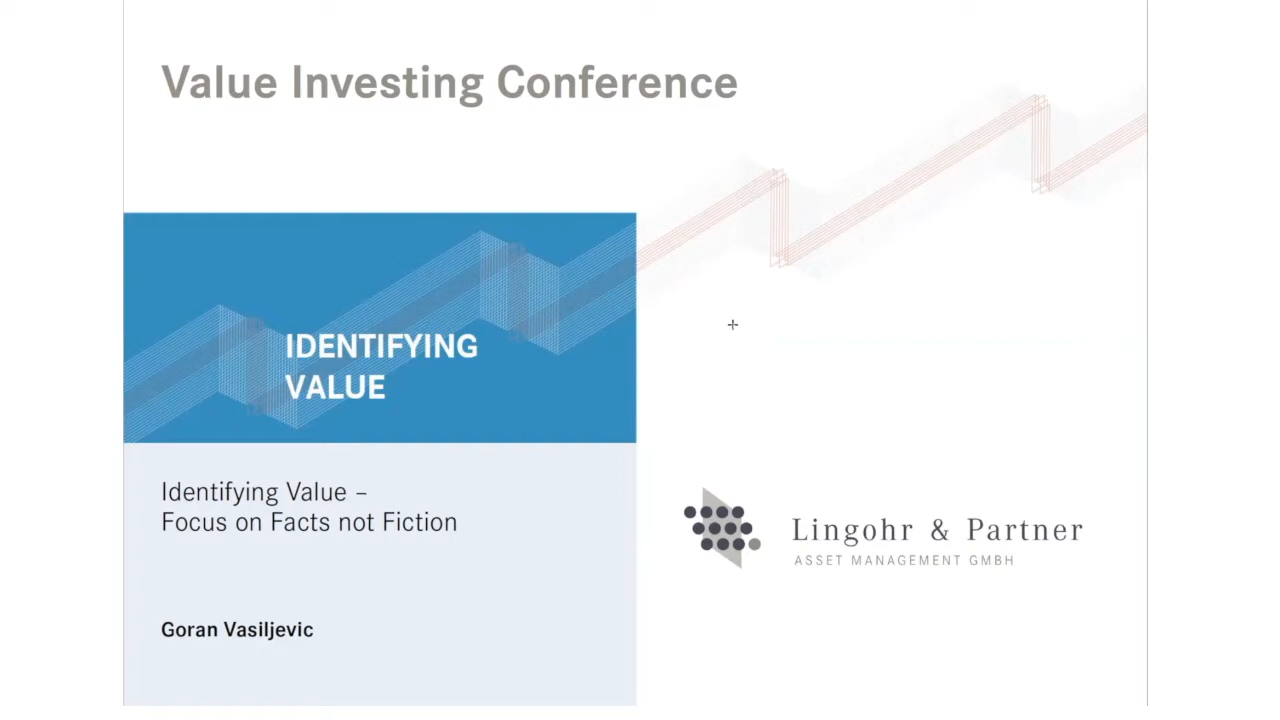 Value Investing Conference
IDENTIFYING
VALUE
Identifying Value –
Focus on Facts not Fiction
Goran Vasiljevic
Lingohr & Partner
ASSET MANAGEMENT GMBH